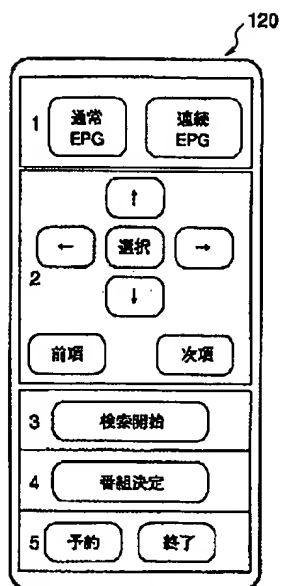 120
1 通常 連続
EPG EPG
↑
← 選択 →
2
↓
前項 次項
3 検索開始
4 番組決定
5 予約 終了